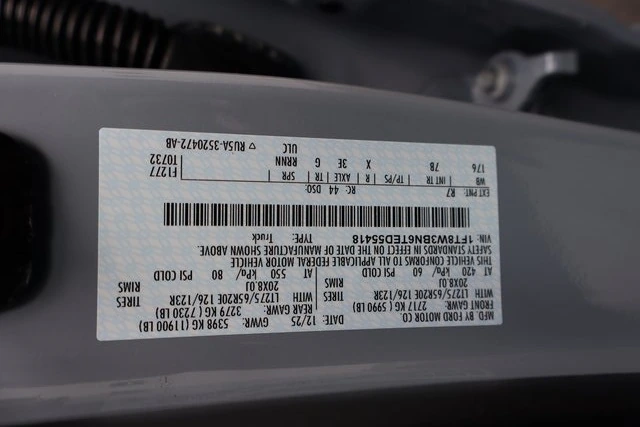 MFD. BY FORD MOTOR CO.
DATE: 12/25 GVWR: 5398 KG (11900 LB)
FRONT GAWR: 2717 KG ( 5990 LB) REAR GAWR: 3279 KG ( 7230 LB)
WITH LT275/65R20E 126/123R TIRES WITH LT275/65R20E 126/123R TIRES
20X8.0J RIMS 20X8.0J RIMS
AT 420 kPa/ 60 PSI COLD AT 550 kPa/ 80 PSI COLD
THIS VEHICLE CONFORMS TO ALL APPLICABLE FEDERAL MOTOR VEHICLE
SAFETY STANDARDS IN EFFECT ON THE DATE OF MANUFACTURE SHOWN ABOVE.
VIN: 1FT8W3BN6TED55418 TYPE: Truck
EXT PNT: R7 RC: 44 DSO: F1277
WB INT TR TP/PS R AXLE TR SPR T0732
176 7B X 3E G RRNN
ULC ▽ RU5A-3520472-AB